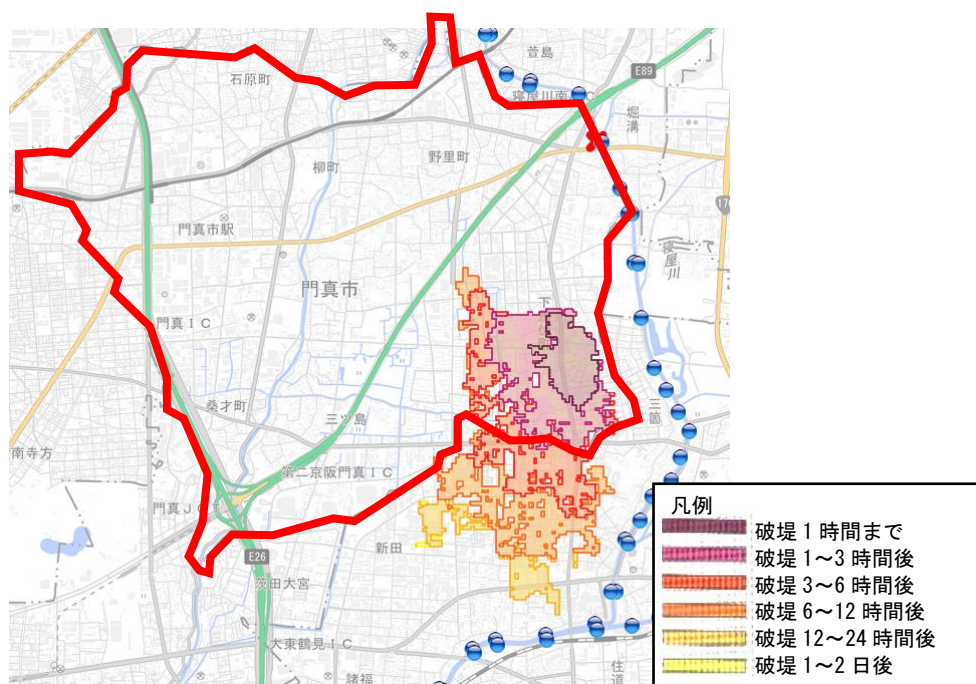 萱島
石原町
E89
寝屋川南IC
堀溝
野里町
柳町
17
門真市駅
寝屋川
門真市
門真IC
桑才町
三ツ島
三箇
南寺方
第二京阪門真IC
門真JCT
新田
E26
茨田大宮
大東鶴見IC
諸福
住道
凡例
破堤1時間まで
破堤1～3時間後
破堤3～6時間後
破堤6～12時間後
破堤12～24時間後
破堤1～2日後